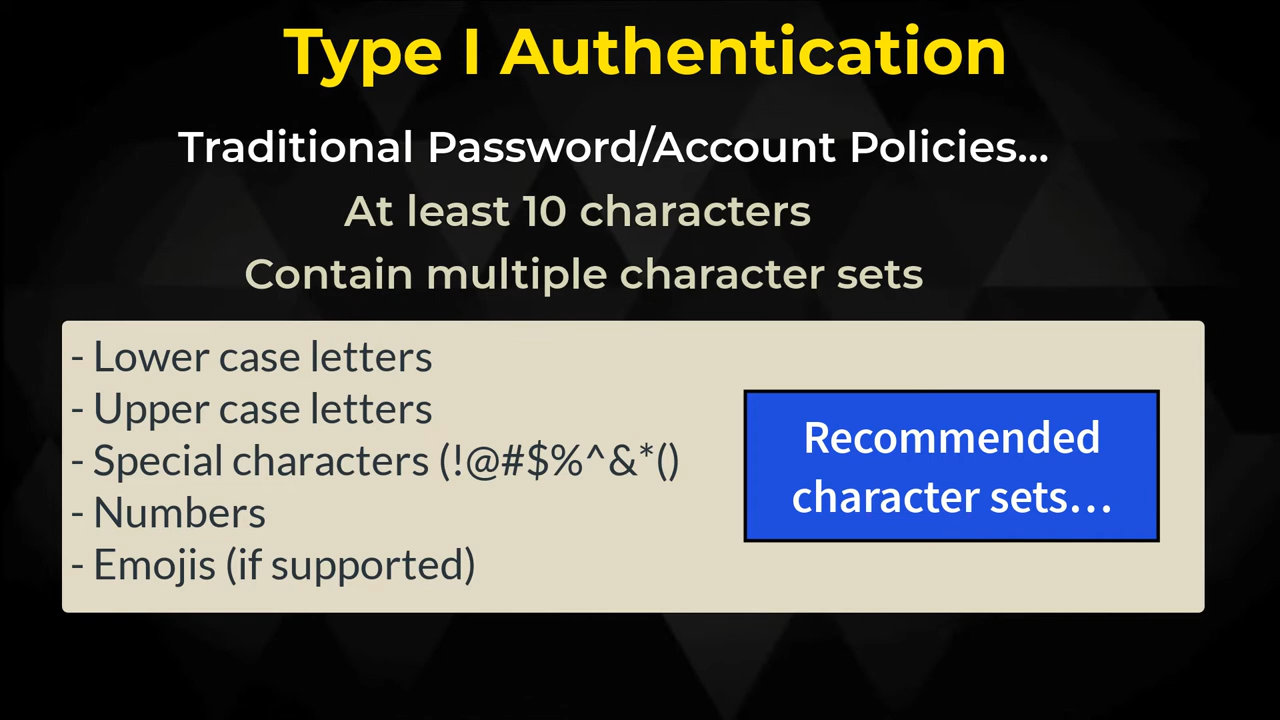 Type I Authentication
Traditional Password/Account Policies...
At least 10 characters
Contain multiple character sets
- Lower case letters
- Upper case letters
- Special characters (!@#$%^&*()
- Numbers
- Emojis (if supported)
Recommended
character sets...